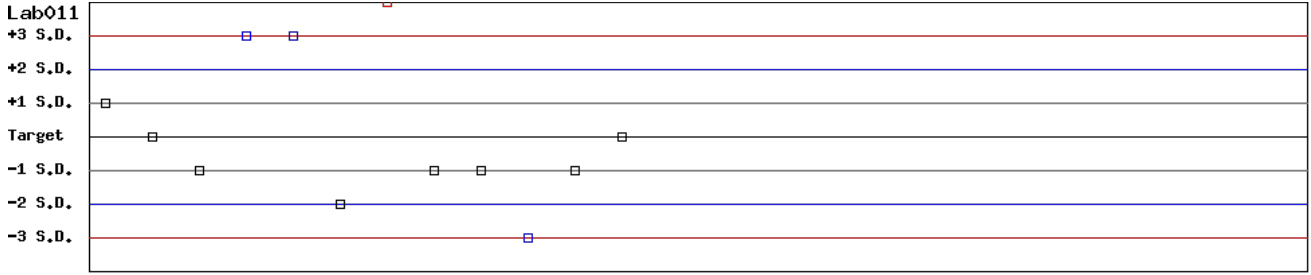 Lab011
+3 S.D.
+2 S.D.
+1 S.D.
Target
-1 S.D.
-2 S.D.
-3 S.D.